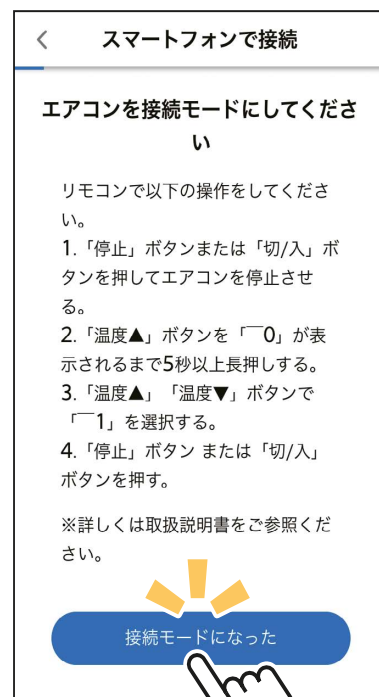 スマートフォンで接続
エアコンを接続モードにしてくださ
い
リモコンで以下の操作をしてくださ
い。
1.「停止」ボタンまたは「切/入」ボ
タンを押してエアコンを停止させ
る。
2.「温度▲」ボタンを「‾0」が表
示されるまで5秒以上長押しする。
3.「温度▲」「温度▼」ボタンで
「‾1」を選択する。
4.「停止」ボタン または「切/入」
ボタンを押す。
※詳しくは取扱説明書をご参照くだ
さい。
接続モードになった